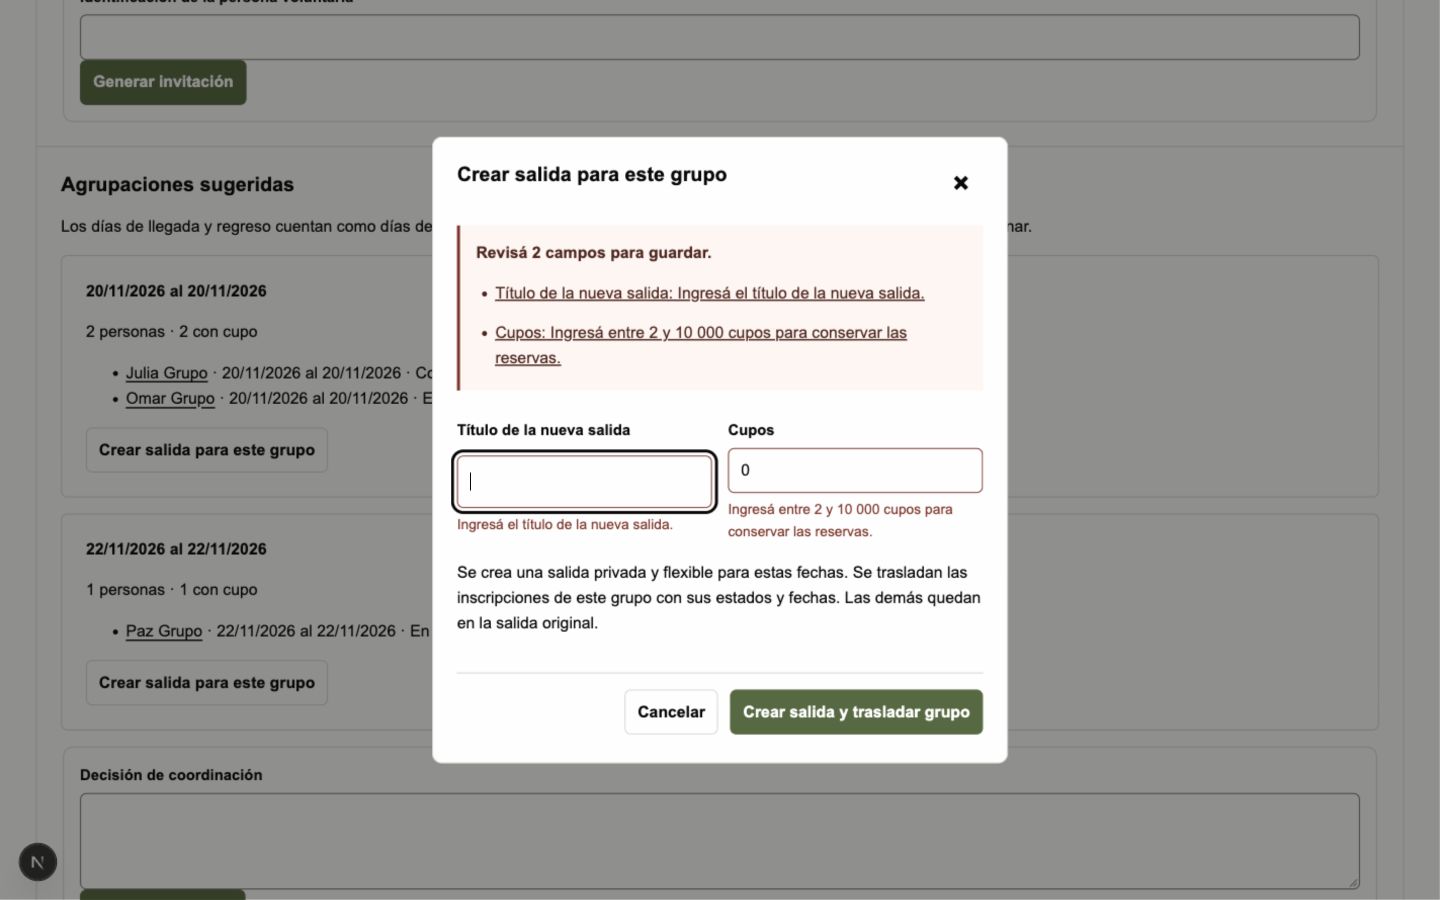 Identificación de la persona voluntaria
Generar invitación
Agrupaciones sugeridas
Los días de llegada y regreso cuentan como días de
nar.
20/11/2026 al 20/11/2026
2 personas · 2 con cupo
• Julia Grupo · 20/11/2026 al 20/11/2026 · Co
• Omar Grupo · 20/11/2026 al 20/11/2026 · E
Crear salida para este grupo
22/11/2026 al 22/11/2026
1 personas · 1 con cupo
• Paz Grupo · 22/11/2026 al 22/11/2026 · En
Crear salida para este grupo
Decisión de coordinación
N
Crear salida para este grupo
Revisá 2 campos para guardar.
• Título de la nueva salida: Ingresá el título de la nueva salida.
• Cupos: Ingresá entre 2 y 10 000 cupos para conservar las
reservas.
Título de la nueva salida
Ingresá el título de la nueva salida.
Cupos
0
Ingresá entre 2 y 10 000 cupos para
conservar las reservas.
Se crea una salida privada y flexible para estas fechas. Se trasladan las
inscripciones de este grupo con sus estados y fechas. Las demás quedan
en la salida original.
Cancelar
Crear salida y trasladar grupo